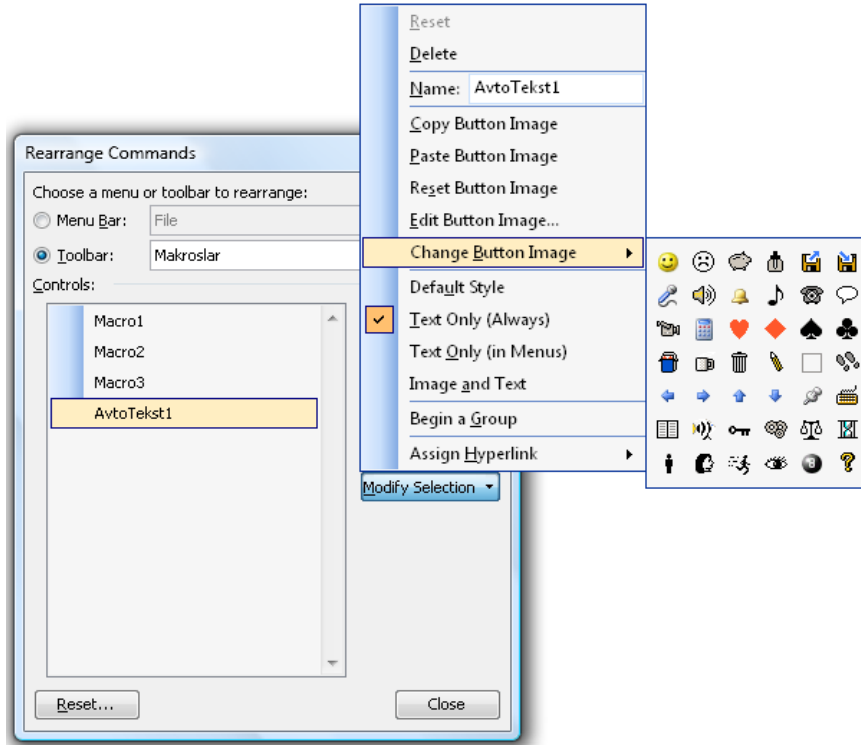 Reset
Delete
Name: AvtoTekst1
Copy Button Image
Paste Button Image
Reset Button Image
Edit Button Image...
Change Button Image
Default Style
Text Only (Always)
Text Only (in Menus)
Image and Text
Begin a Group
Assign Hyperlink
Rearrange Commands
Choose a menu or toolbar to rearrange:
Menu Bar: File
Toolbar: Makroslar
Controls:
Macro1
Macro2
Macro3
AvtoTekst1
Modify Selection
Reset... Close